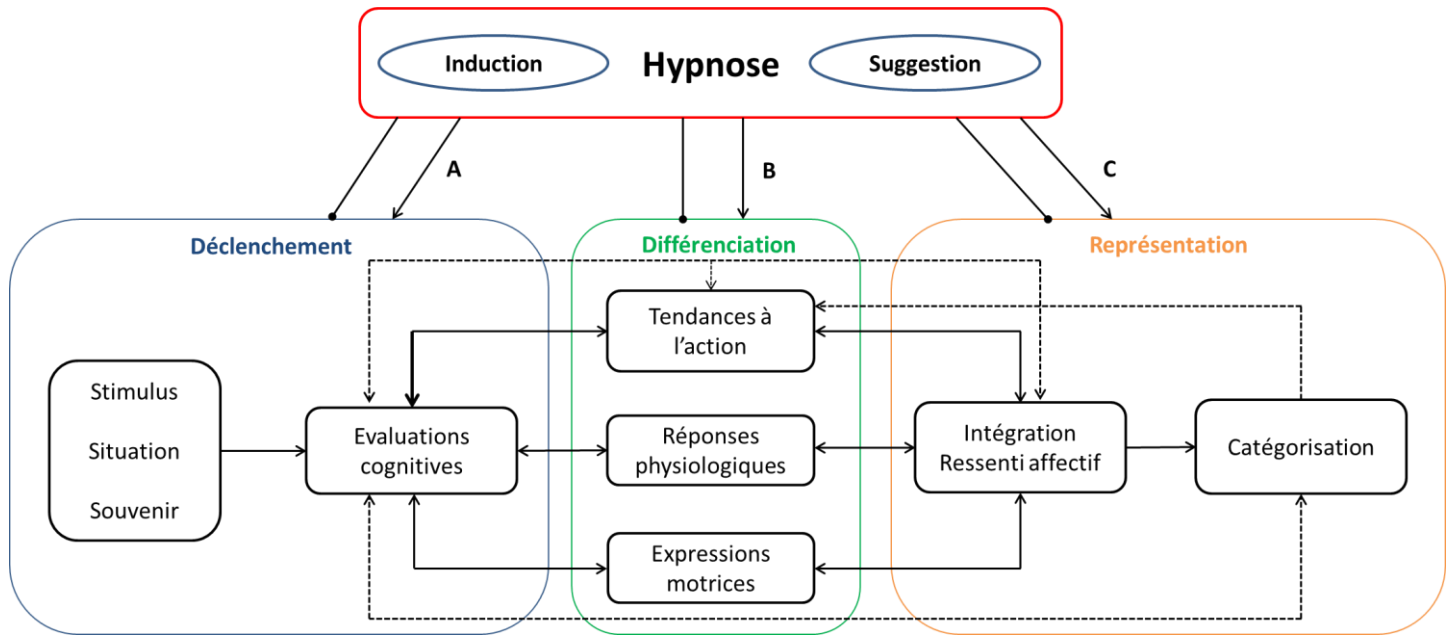 Induction
Hypnose
Suggestion
A
B
C
Déclenchement
Différenciation
Représentation
Tendances à
l’action
Stimulus
Situation
Souvenir
Evaluations
cognitives
Réponses
physiologiques
Intégration
Ressenti affectif
Catégorisation
Expressions
motrices